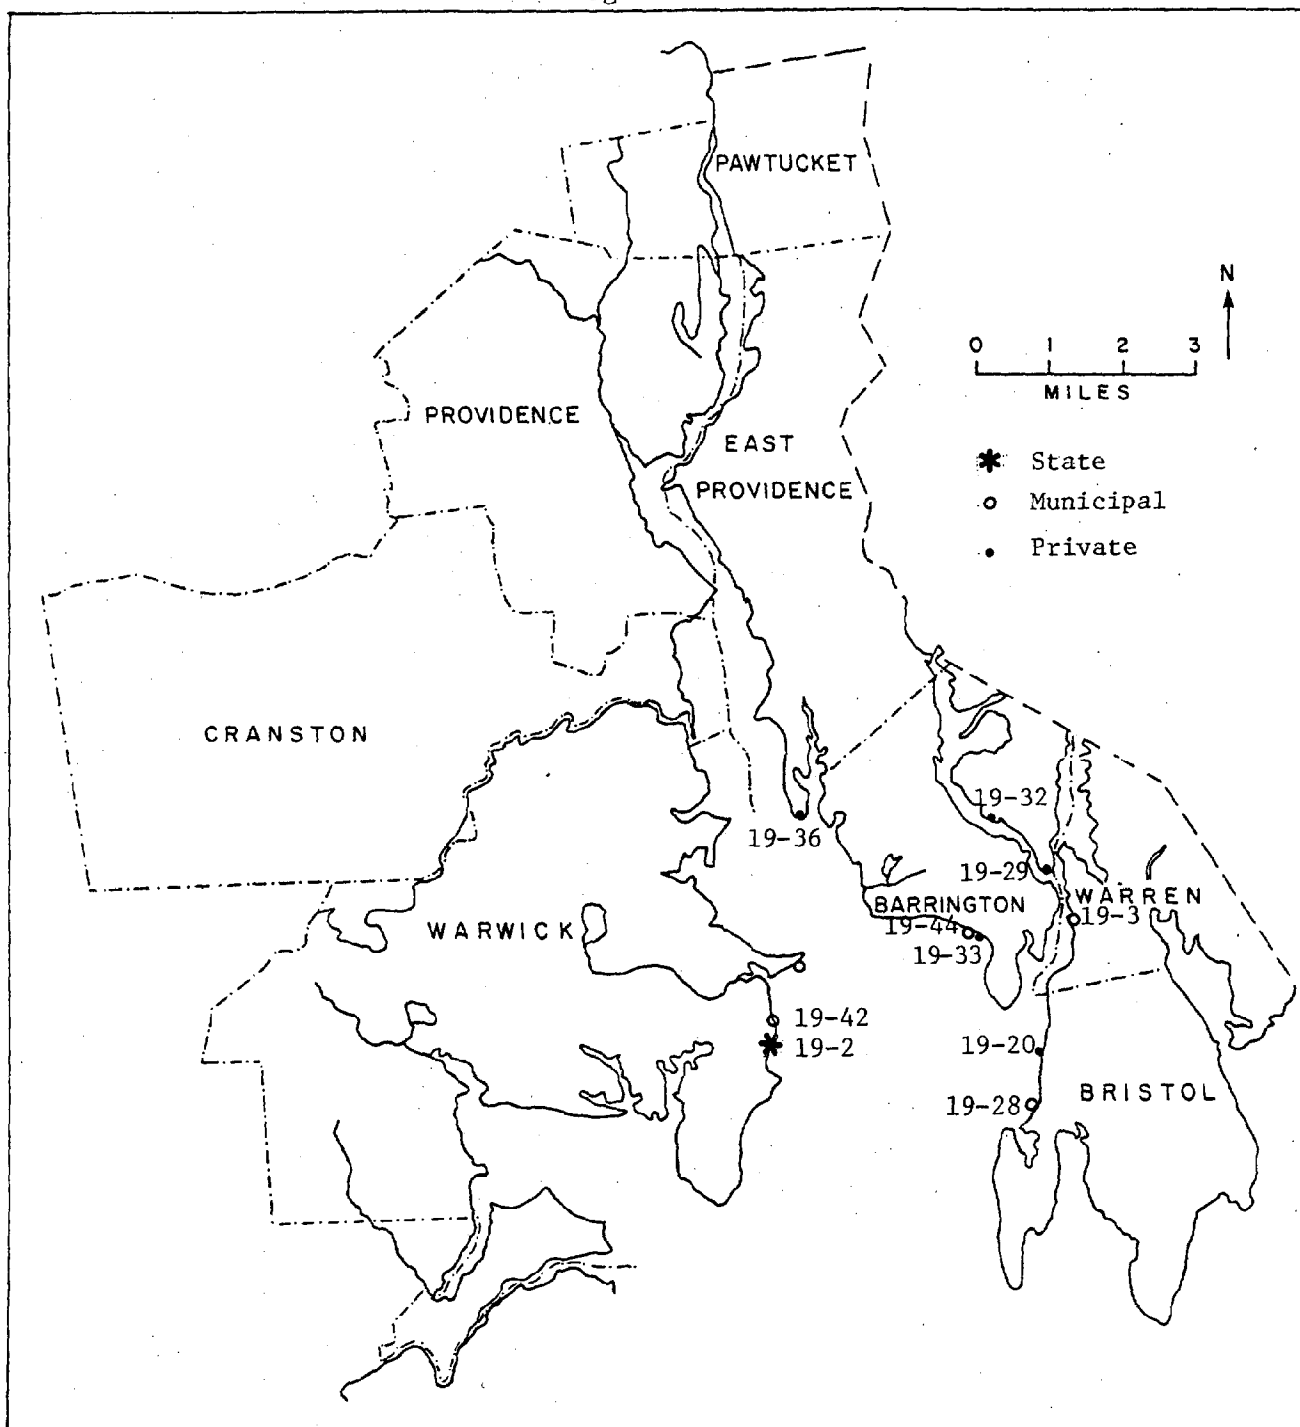 PAWTUCKET
N
0 1 2 3
MILES
PROVIDENCE
EAST
PROVIDENCE
State
Municipal
Private
CRANSTON
19-32
19-36
19-29
WARREN
BARRINGTON
19-3
WARWICK
19-44
19-33
19-42
19-2
19-20
19-28
BRISTOL